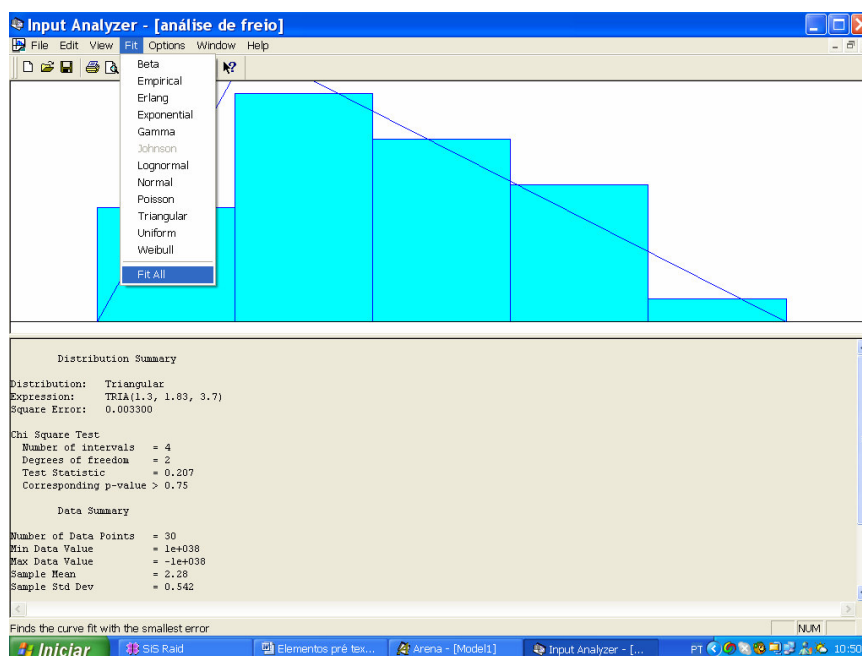 Input Analyzer - [análise de freio]
File Edit View Fit Options Window Help
Beta
Empirical
Erlang
Exponential
Gamma
Johnson
Lognormal
Normal
Poisson
Triangular
Uniform
Weibull
Fit All
Distribution Summary
Distribution: Triangular
Expression: TRIA(1.3, 1.83, 3.7)
Square Error: 0.003300
Chi Square Test
Number of intervals = 4
Degrees of freedom = 2
Test Statistic = 0.207
Corresponding p-value > 0.75
Data Summary
Number of Data Points = 30
Min Data Value = 1e+038
Max Data Value = -1e+038
Sample Mean = 2.28
Sample Std Dev = 0.542
Finds the curve fit with the smallest error
NUM
Iniciar
SiS Raid
Elementos pré tex...
Arena - [Model1]
Input Analyzer - [...
PT
10:50